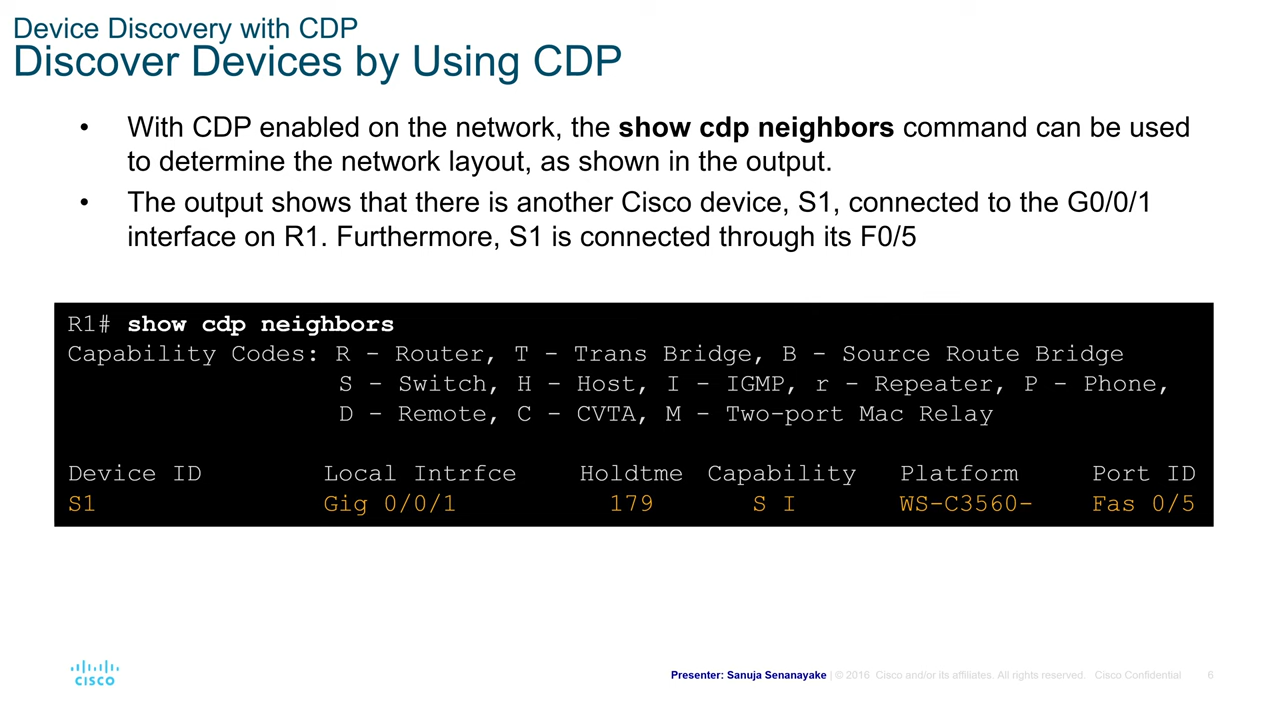 Device Discovery with CDP
Discover Devices by Using CDP
• With CDP enabled on the network, the show cdp neighbors command can be used
to determine the network layout, as shown in the output.
• The output shows that there is another Cisco device, S1, connected to the G0/0/1
interface on R1. Furthermore, S1 is connected through its F0/5
R1# show cdp neighbors
Capability Codes: R - Router, T - Trans Bridge, B - Source Route Bridge
S - Switch, H - Host, I - IGMP, r - Repeater, P - Phone,
D - Remote, C - CVTA, M - Two-port Mac Relay
Device ID Local Intrfce Holdtme Capability Platform Port ID
S1 Gig 0/0/1 179 S I WS-C3560- Fas 0/5
CISCO
Presenter: Sanuja Senanayake | © 2016 Cisco and/or its affiliates. All rights reserved. Cisco Confidential 6